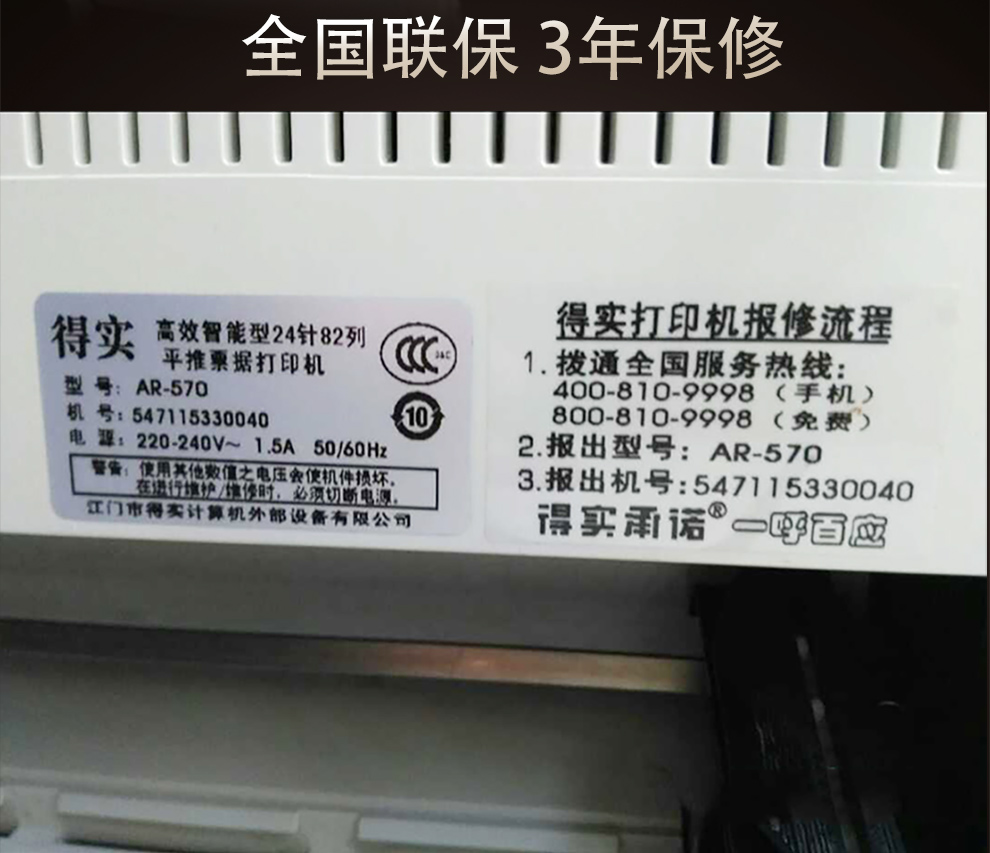 全国联保 3年保修
得实 高效智能型24针82列
平推票据打印机
型 号: AR-570
机 号: 547115330040
电 源: 220-240V～ 1.5A 50/60Hz
警告: 使用其他数值之电压会使机件损坏。
在进行维护/维修时, 必须切断电源。
江门市得实计算机外部设备有限公司
CCC S&E
10
得实打印机报修流程
1. 拨通全国服务热线:
400-810-9998 (手机)
800-810-9998 (免费)
2.报出型号: AR-570
3.报出机号:547115330040
得实承诺® 一呼百应